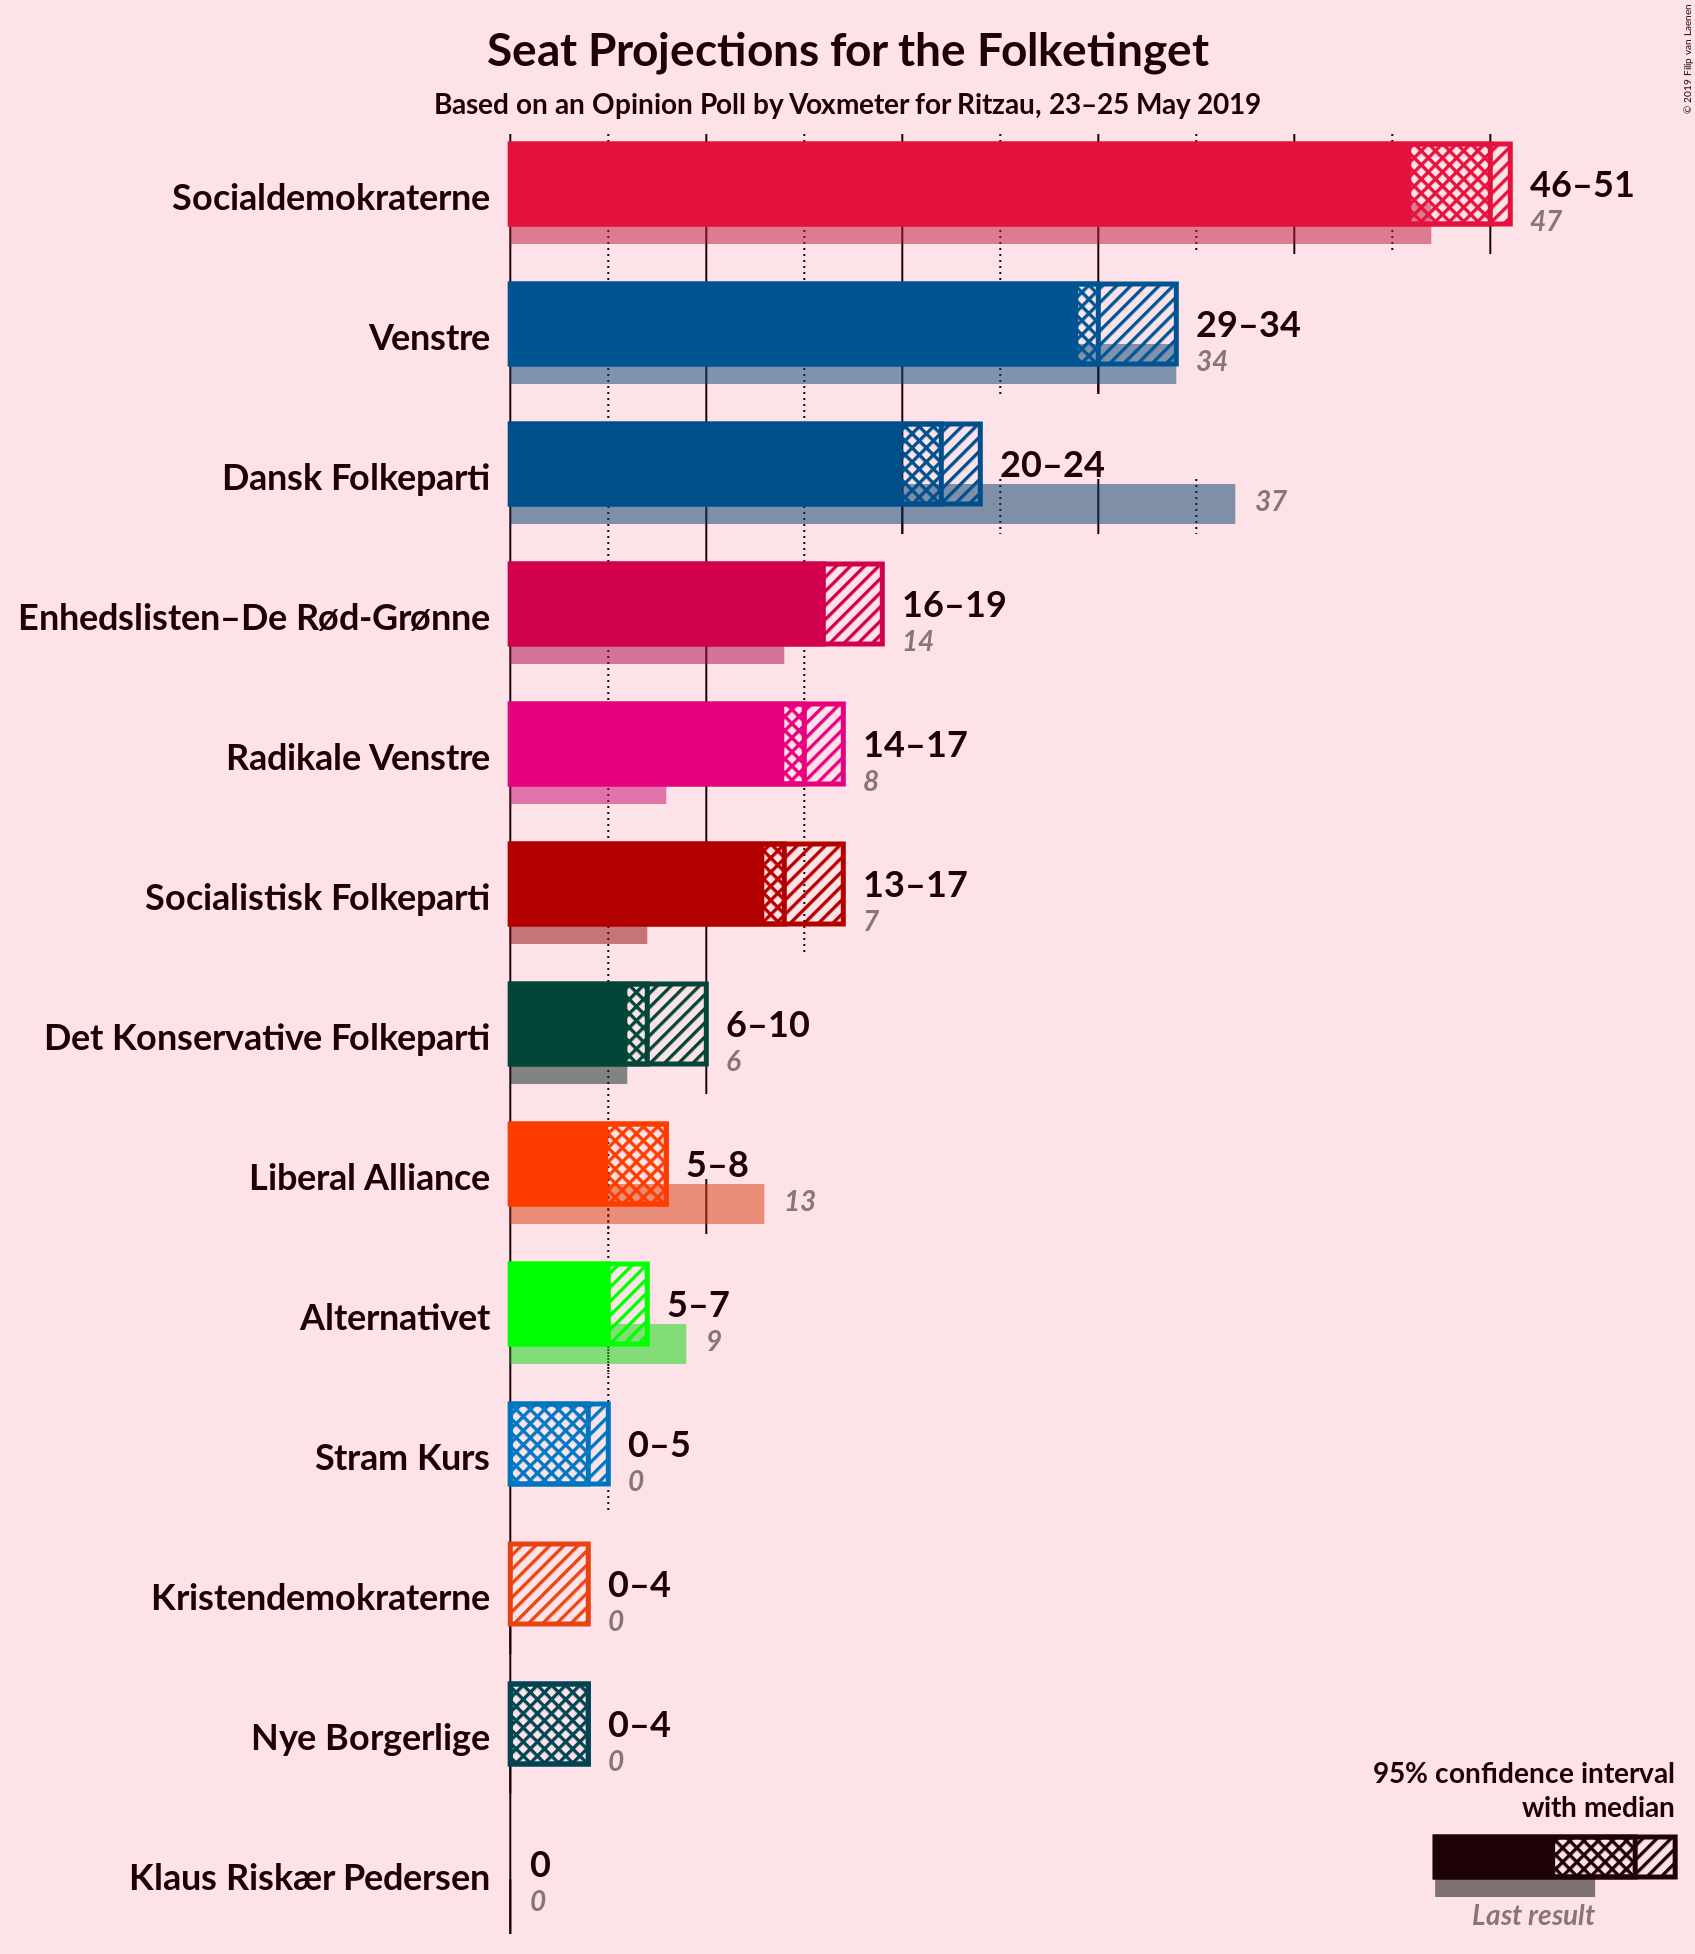 Seat Projections for the Folketinget
Based on an Opinion Poll by Voxmeter for Ritzau, 23–25 May 2019
© 2019 Filip van Laenen
Socialdemokraterne
46–51
47
Venstre
29–34
34
Dansk Folkeparti
20–24
37
Enhedslisten–De Rød-Grønne
16–19
14
Radikale Venstre
14–17
8
Socialistisk Folkeparti
13–17
7
Det Konservative Folkeparti
6–10
6
Liberal Alliance
5–8
13
Alternativet
5–7
9
Stram Kurs
0–5
0
Kristendemokraterne
0–4
0
Nye Borgerlige
0–4
0
Klaus Riskær Pedersen
0
0
95% confidence interval
with median
Last result